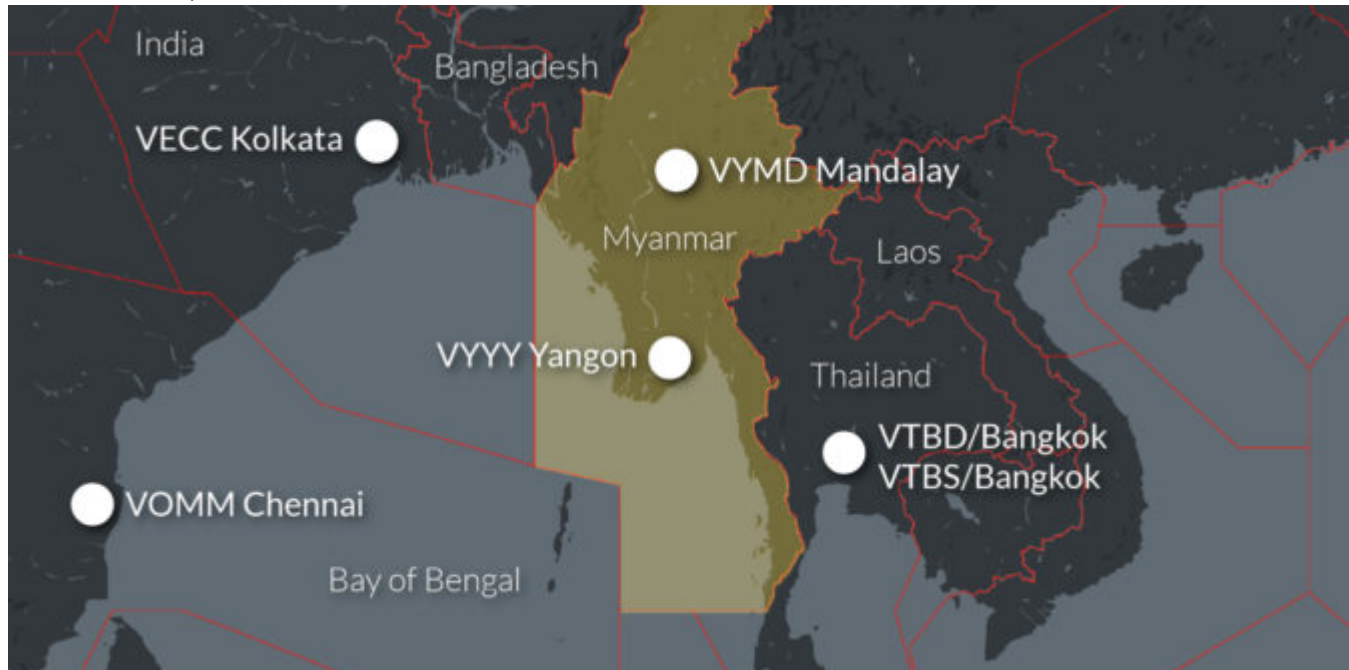 India
Bangladesh
VECC Kolkata
VYMD Mandalay
Myanmar
Laos
VYYY Yangon
Thailand
VTBD/Bangkok
VTBS/Bangkok
VOMM Chennai
Bay of Bengal